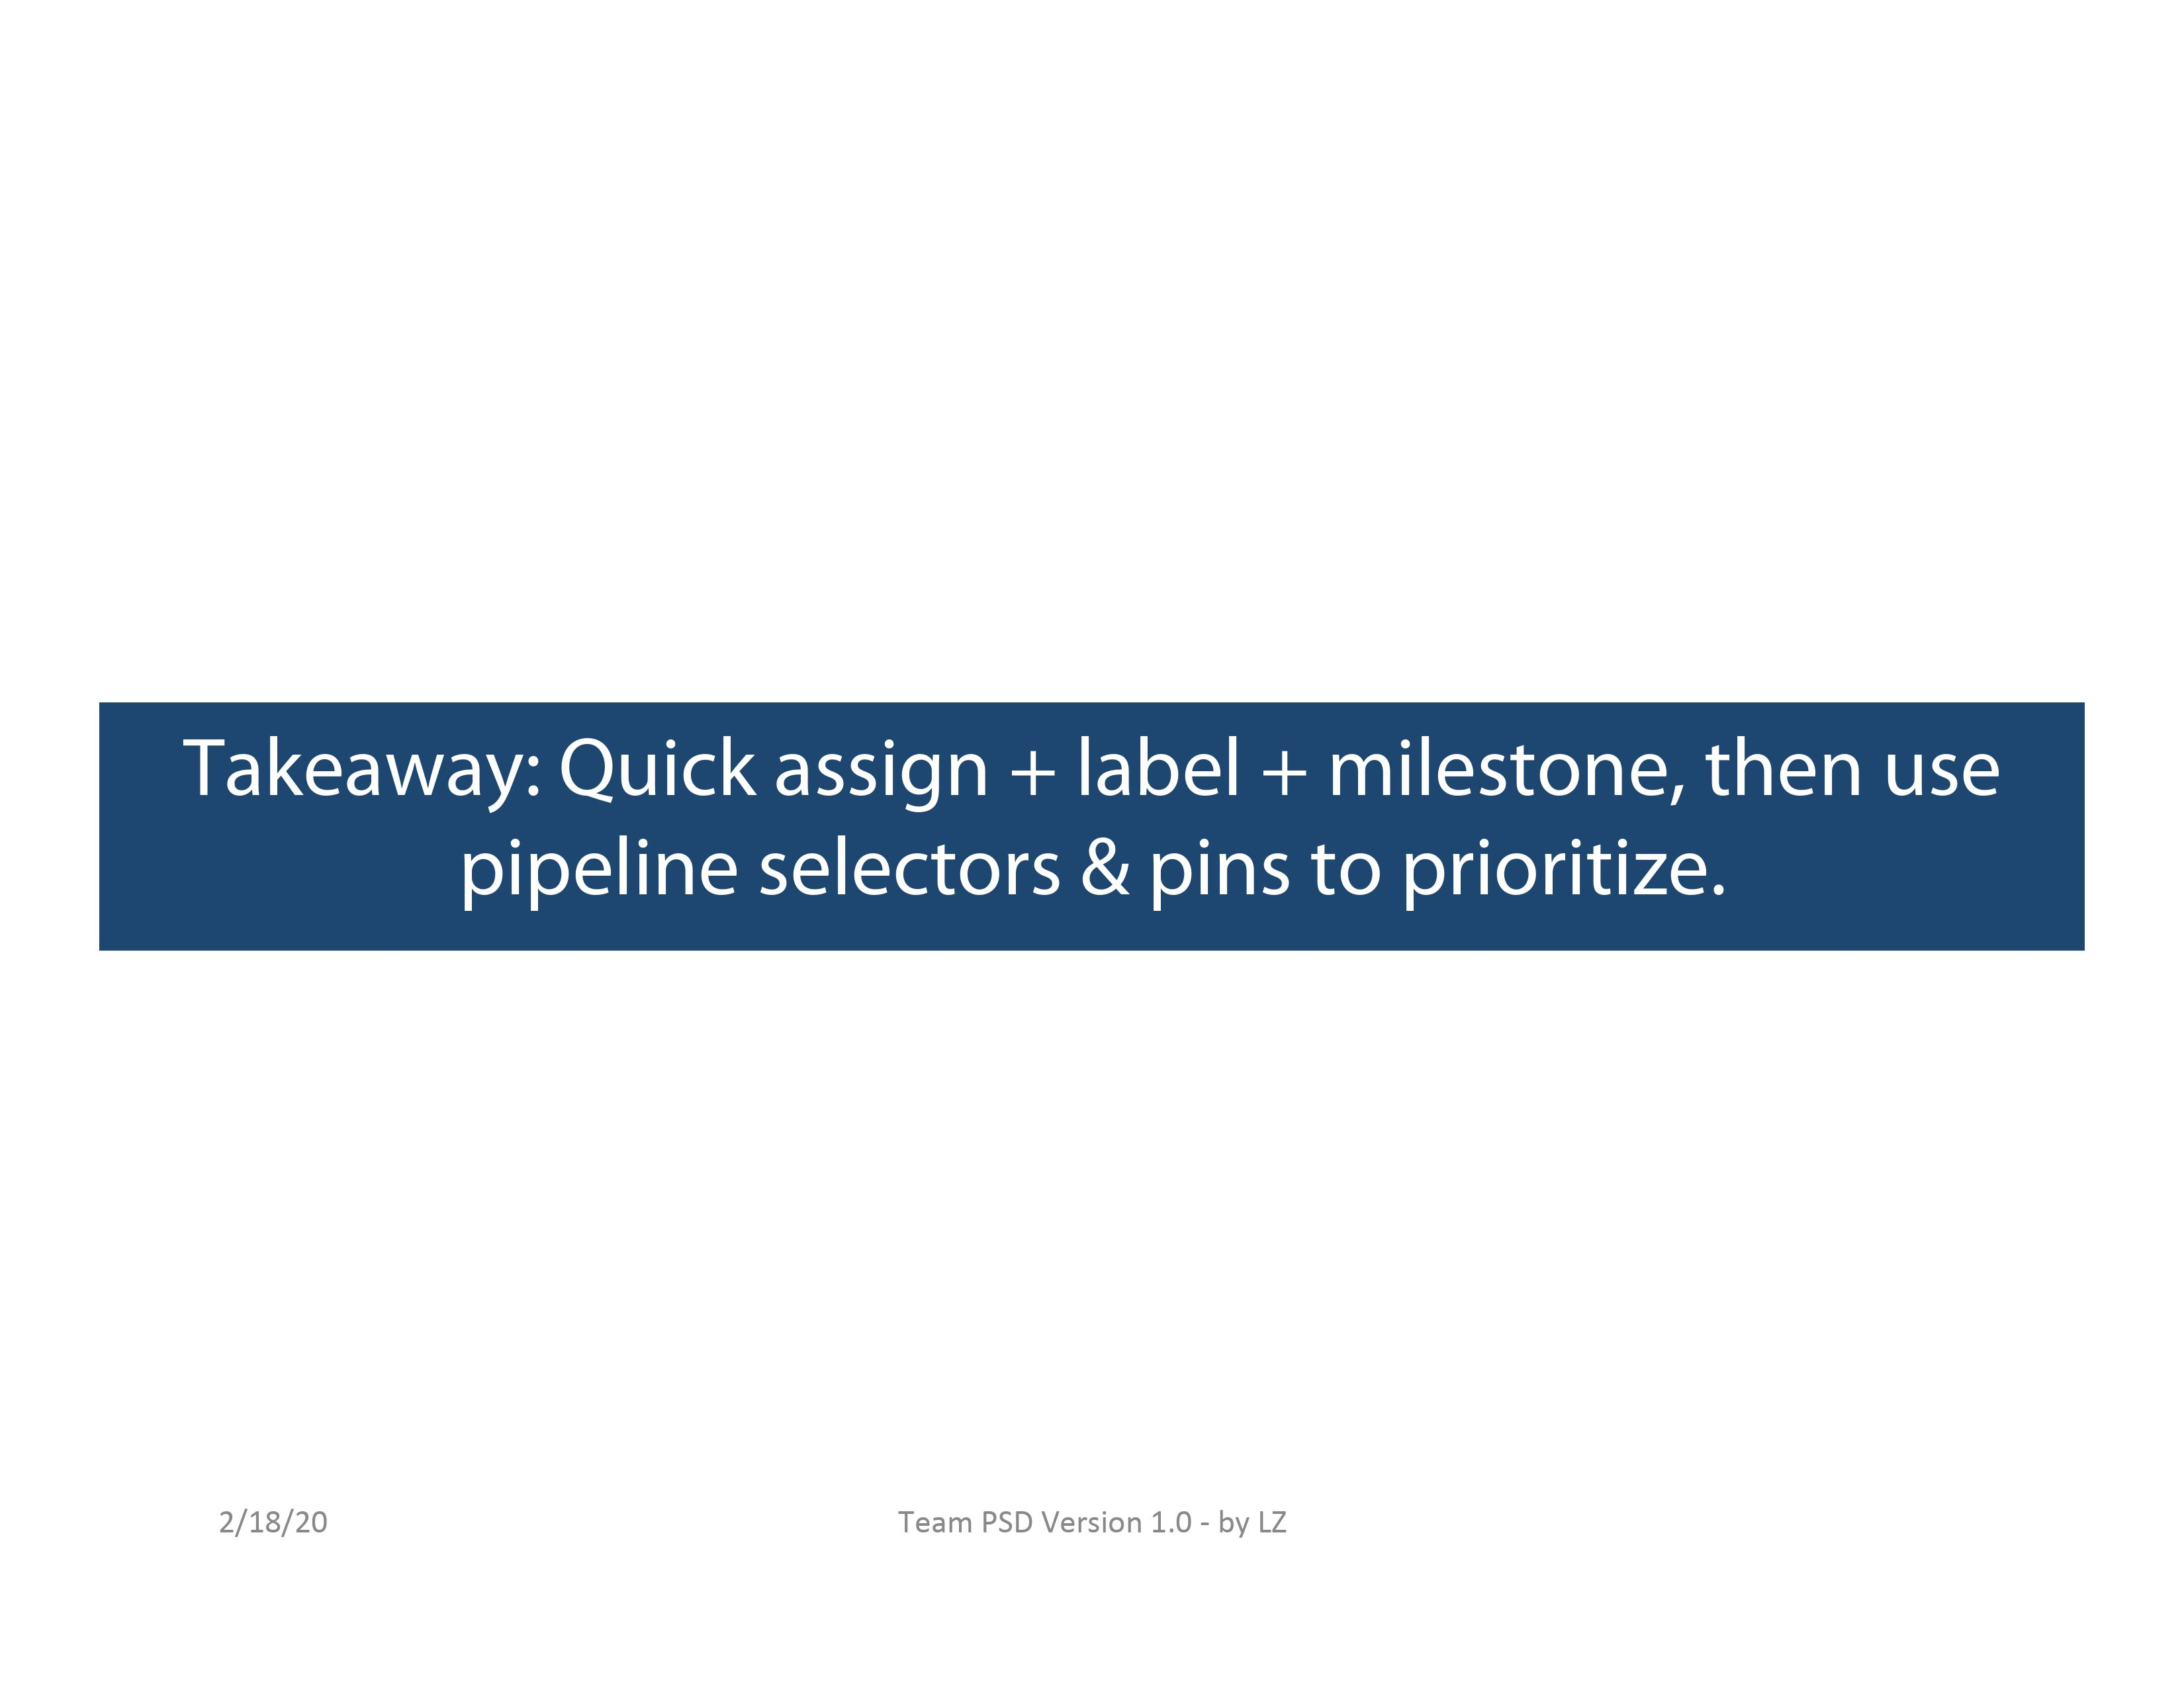 Takeaway: Quick assign + label + milestone, then use
pipeline selectors & pins to prioritize.
2/18/20
Team PSD Version 1.0 - by LZ